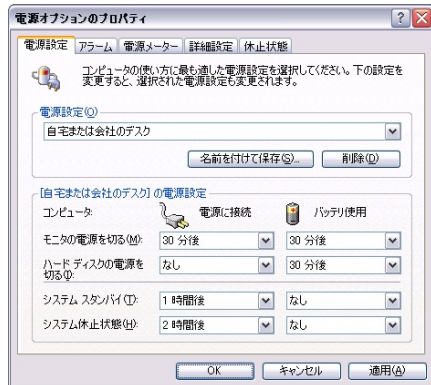 電源オプションのプロパティ
電源設定 アラーム 電源メーター 詳細設定 休止状態
コンピュータの使い方に最も適した電源設定を選択してください。下の設定を
変更すると、選択された電源設定も変更されます。
電源設定(O)
自宅または会社のデスク
名前を付けて保存(S)... 削除(D)
[自宅または会社のデスク] の電源設定
コンピュータ: 電源に接続 バッテリ使用
モニタの電源を切る(M): 30 分後 30 分後
ハード ディスクの電源を
切る(I): なし 30 分後
システム スタンバイ(T): 1 時間後 なし
システム休止状態(H): 2 時間後 なし
OK キャンセル 適用(A)